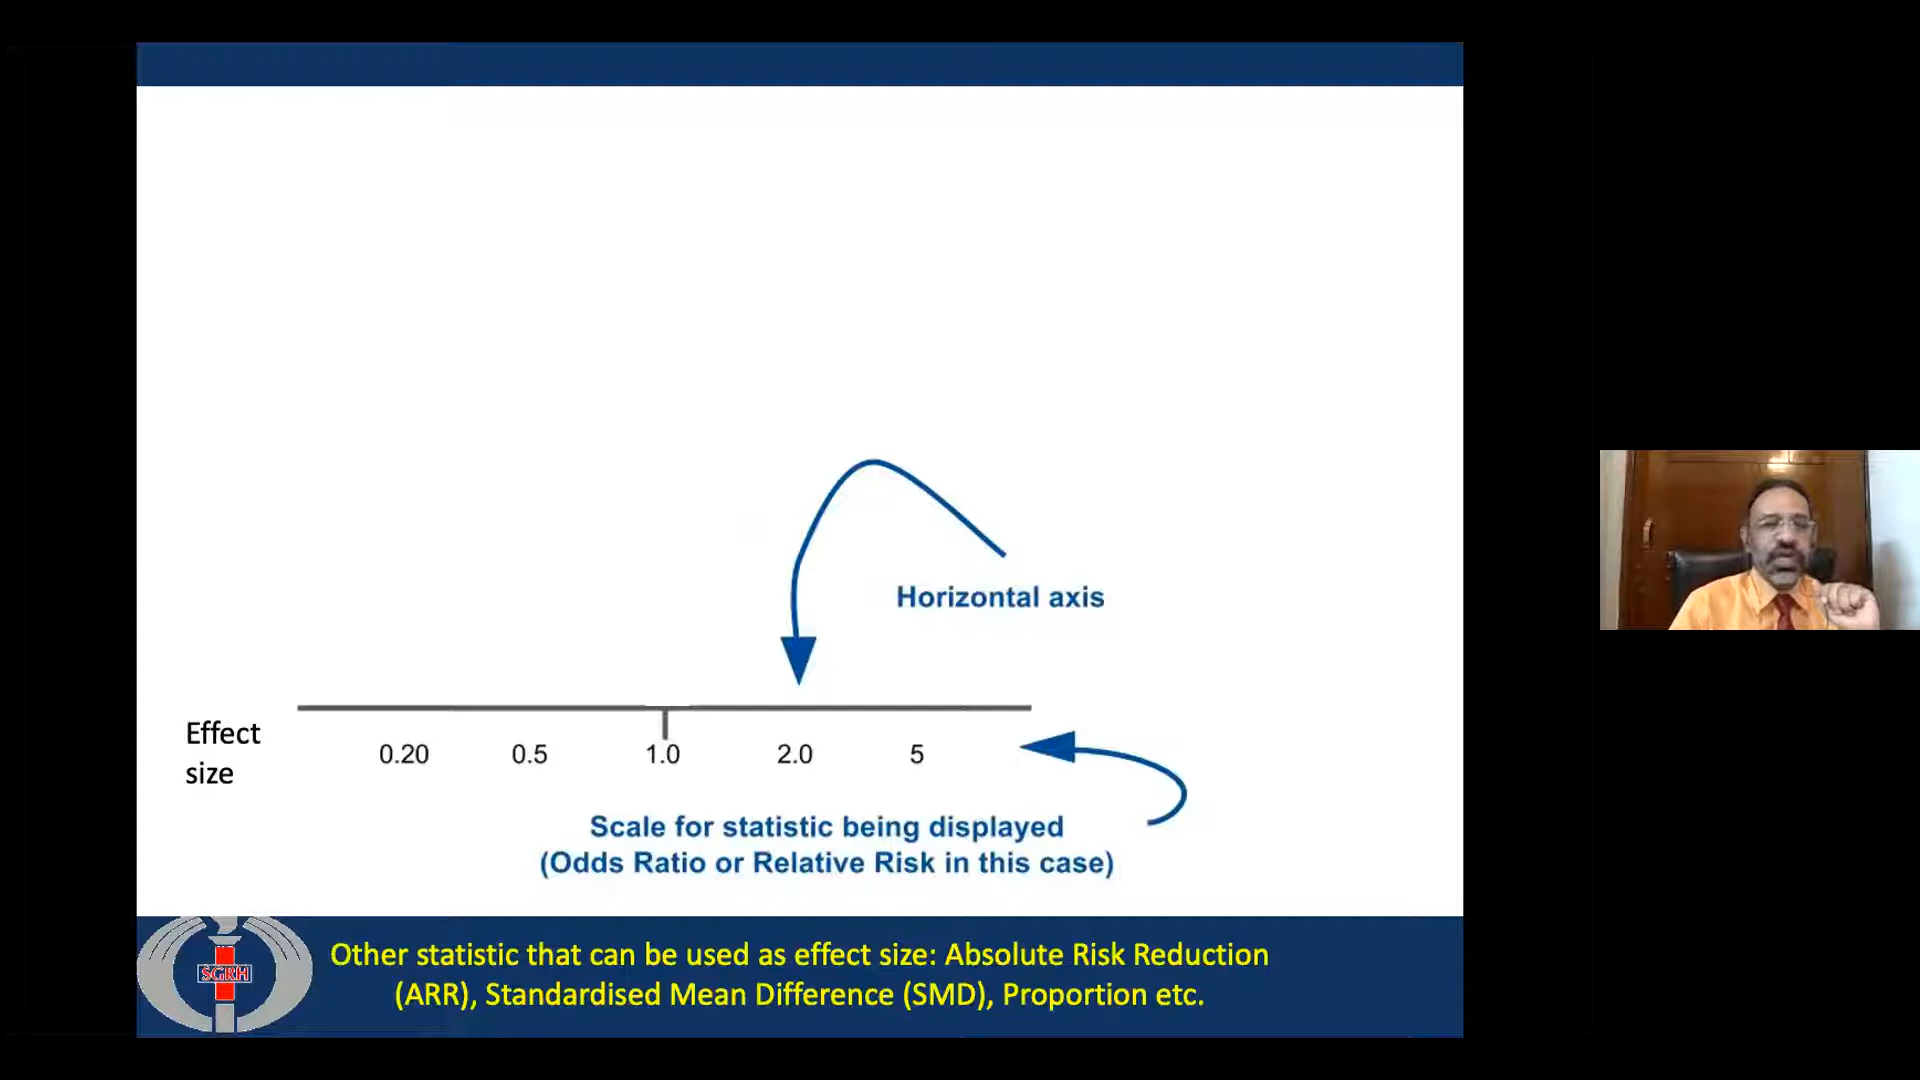 Horizontal axis
Effect
size
0.20 0.5 1.0 2.0 5
Scale for statistic being displayed
(Odds Ratio or Relative Risk in this case)
SGRH
Other statistic that can be used as effect size: Absolute Risk Reduction
(ARR), Standardised Mean Difference (SMD), Proportion etc.